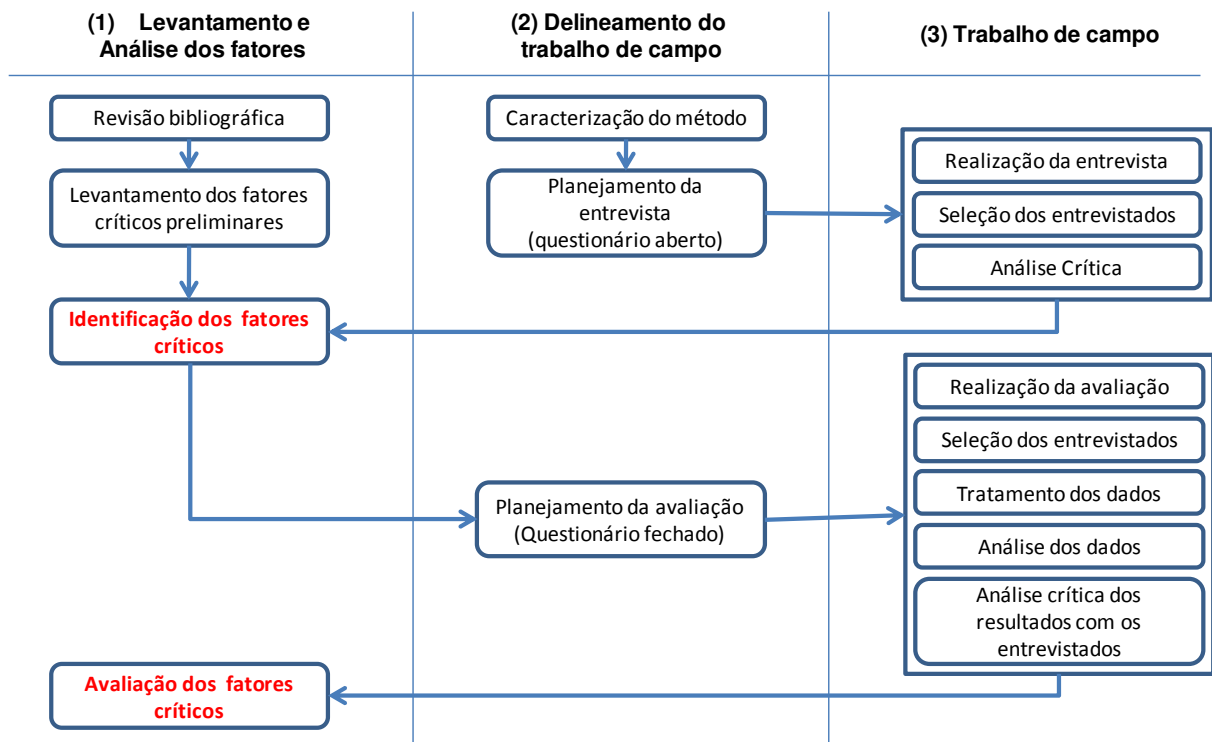 (1) Levantamento e
Análise dos fatores
(2) Delineamento do
trabalho de campo
(3) Trabalho de campo
Revisão bibliográfica
Levantamento dos fatores
críticos preliminares
Identificação dos fatores
críticos
Avaliação dos fatores
críticos
Caracterização do método
Planejamento da
entrevista
(questionário aberto)
Planejamento da avaliação
(Questionário fechado)
Realização da entrevista
Seleção dos entrevistados
Análise Crítica
Realização da avaliação
Seleção dos entrevistados
Tratamento dos dados
Análise dos dados
Análise crítica dos
resultados com os
entrevistados